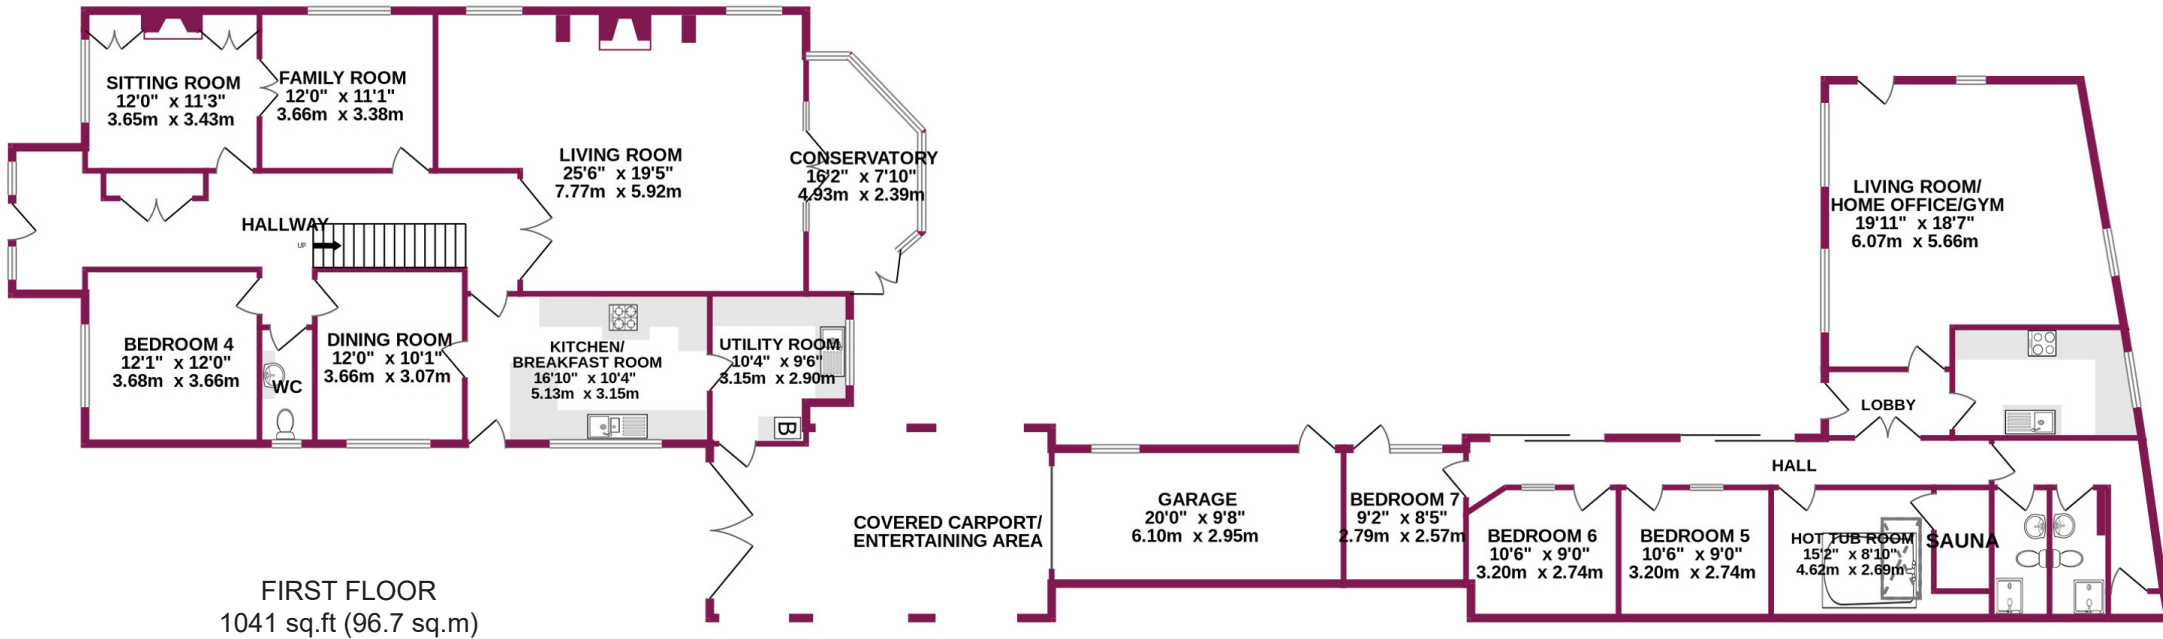 SITTING ROOM
12'0" x 11'3"
3.65m x 3.43m
FAMILY ROOM
12'0" x 11'1"
3.66m x 3.38m
LIVING ROOM
25'6" x 19'5"
7.77m x 5.92m
CONSERVATORY
16'2" x 7'10"
4.93m x 2.39m
HALLWAY
UP
BEDROOM 4
12'1" x 12'0"
3.68m x 3.66m
WC
DINING ROOM
12'0" x 10'1"
3.66m x 3.07m
KITCHEN/
BREAKFAST ROOM
16'10" x 10'4"
5.13m x 3.15m
UTILITY ROOM
10'4" x 9'6"
3.15m x 2.90m
B
COVERED CARPORT/
ENTERTAINING AREA
GARAGE
20'0" x 9'8"
6.10m x 2.95m
BEDROOM 7
9'2" x 8'5"
2.79m x 2.57m
LIVING ROOM/
HOME OFFICE/GYM
19'11" x 18'7"
6.07m x 5.66m
LOBBY
HALL
BEDROOM 6
10'6" x 9'0"
3.20m x 2.74m
BEDROOM 5
10'6" x 9'0"
3.20m x 2.74m
HOT TUB ROOM
15'2" x 8'10"
4.62m x 2.69m
SAUNA
FIRST FLOOR
1041 sq.ft (96.7 sq.m)